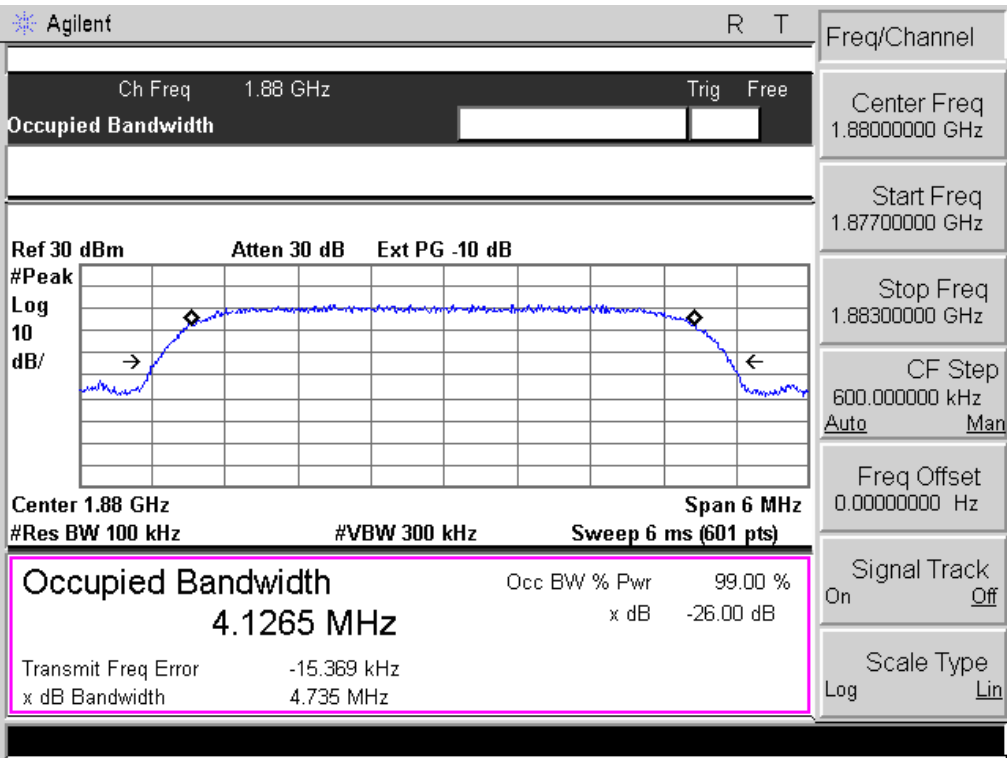 Agilent R T
Ch Freq 1.88 GHz Trig Free
Occupied Bandwidth
Ref 30 dBm Atten 30 dB Ext PG -10 dB
#Peak
Log
10
dB/
Center 1.88 GHz Span 6 MHz
#Res BW 100 kHz #VBW 300 kHz Sweep 6 ms (601 pts)
Occupied Bandwidth Occ BW % Pwr 99.00 %
4.1265 MHz x dB -26.00 dB
Transmit Freq Error -15.369 kHz
x dB Bandwidth 4.735 MHz
Freq/Channel
Center Freq
1.88000000 GHz
Start Freq
1.87700000 GHz
Stop Freq
1.88300000 GHz
CF Step
600.000000 kHz
Auto Man
Freq Offset
0.00000000 Hz
Signal Track
On Off
Scale Type
Log Lin